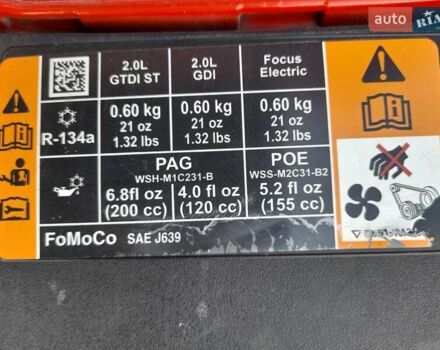 auto
RIA
2.0L GTDI ST
2.0L GDI
Focus Electric
R-134a
0.60 kg
21 oz
1.32 lbs
0.60 kg
21 oz
1.32 lbs
0.60 kg
21 oz
1.32 lbs
PAG
WSH-M1C231-B
POE
WSS-M2C31-B2
6.8fl oz
(200 cc)
4.0 fl oz
(120 cc)
5.2 fl oz
(155 cc)
FoMoCo SAE J639